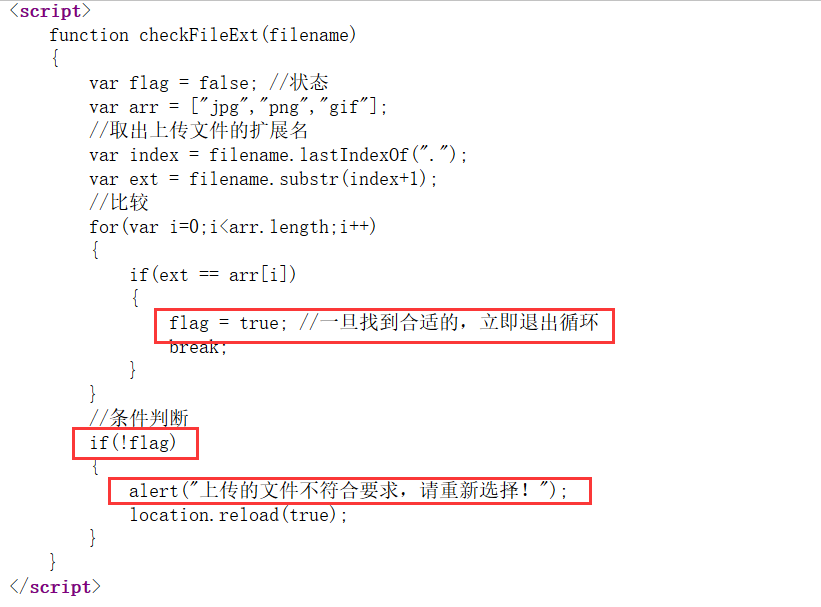 <script>
function checkFileExt(filename)
{
var flag = false; //状态
var arr = ["jpg","png","gif"];
//取出上传文件的扩展名
var index = filename.lastIndexOf(".");
var ext = filename.substr(index+1);
//比较
for(var i=0;i<arr.length;i++)
{
if(ext == arr[i])
{
flag = true; //一旦找到合适的，立即退出循环
break;
}
}
//条件判断
if(!flag)
{
alert("上传的文件不符合要求，请重新选择！");
location.reload(true);
}
}
</script>